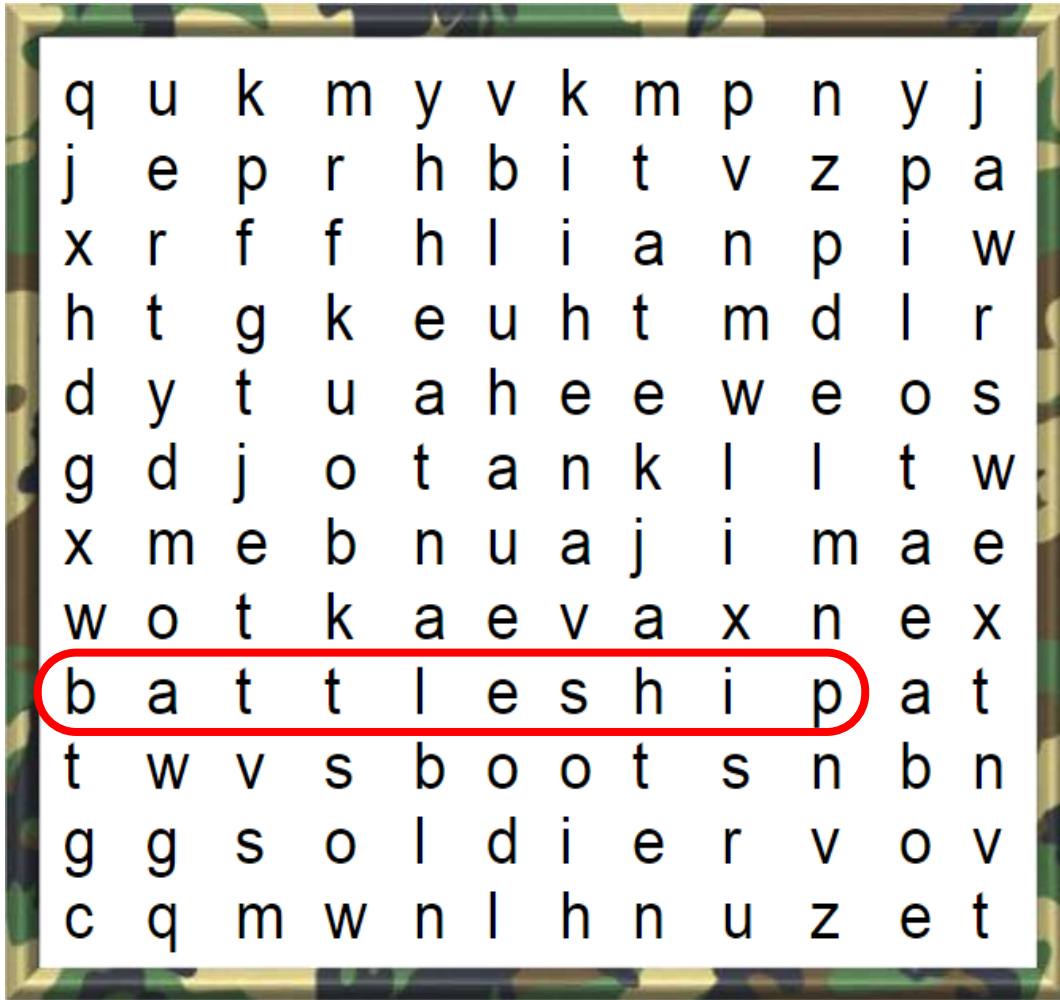 q u k m y v k m p n y j
j e p r h b i t v z p a
x r f f h l i a n p i w
h t g k e u h t m d l r
d y t u a h e e w e o s
g d j o t a n k l l t w
x m e b n u a j i m a e
w o t k a e v a x n e x
b a t t l e s h i p a t
t w v s b o o t s n b n
g g s o l d i e r v o v
c q m w n l h n u z e t